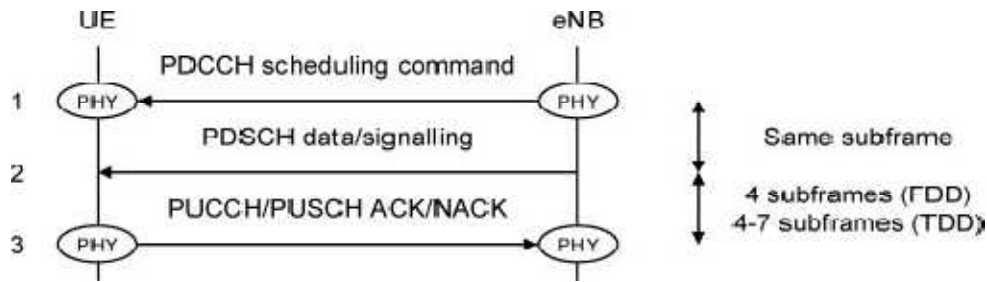 UE eNB
PDCCH scheduling command
1 PHY PHY
PDSCH data/signalling Same subframe
2
PUCCH/PUSCH ACK/NACK 4 subframes (FDD)
4-7 subframes (TDD)
3 PHY PHY